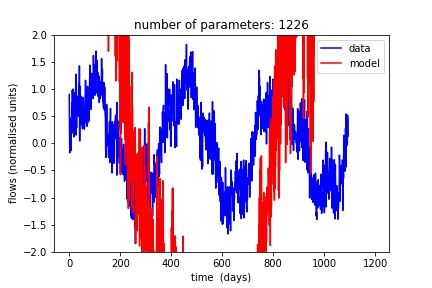 number of parameters: 1226
2.0
1.5
1.0
0.5
0.0
−0.5
−1.0
−1.5
−2.0
flows (normalised units)
data
model
0 200 400 600 800 1000 1200
time (days)